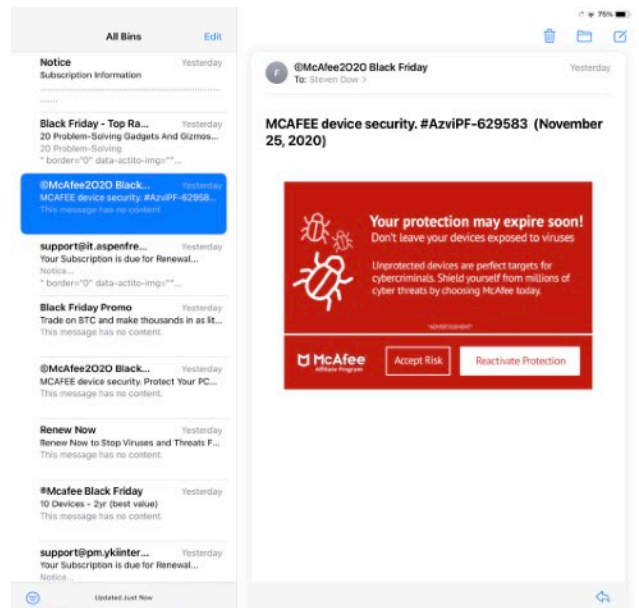 75%
All Bins
Edit
Notice
Yesterday
Subscription Information
Black Friday - Top Ra...
Yesterday
20 Problem-Solving Gadgets And Gizmos...
20 Problem-Solving
" border="0" data-actito-img=""...
©McAfee2O2O Black...
Yesterday
MCAFEE device security. #AzviPF-62958...
This message has no content.
support@it.aspenfre...
Yesterday
Your Subscription is due for Renewal...
Notice...
" border="0" data-actito-img=""...
Black Friday Promo
Yesterday
Trade on BTC and make thousands in as lit...
This message has no content.
©McAfee2O2O Black...
Yesterday
MCAFEE device security. Protect Your PC...
This message has no content.
Renew Now
Yesterday
Renew Now to Stop Viruses and Threats F...
This message has no content.
®Mcafee Black Friday
Yesterday
10 Devices - 2yr (best value)
This message has no content.
support@pm.ykiinter...
Yesterday
Your Subscription is due for Renewal...
Notice...
Updated Just Now
F
©McAfee2O2O Black Friday
Yesterday
To: Steven Dow >
MCAFEE device security. #AzviPF-629583 (November
25, 2020)
Your protection may expire soon!
Don't leave your devices exposed to viruses
Unprotected devices are perfect targets for
cybercriminals. Shield yourself from millions of
cyber threats by choosing McAfee today.
*ADVERTISEMENT*
McAfee
Affiliate Program
Accept Risk
Reactivate Protection